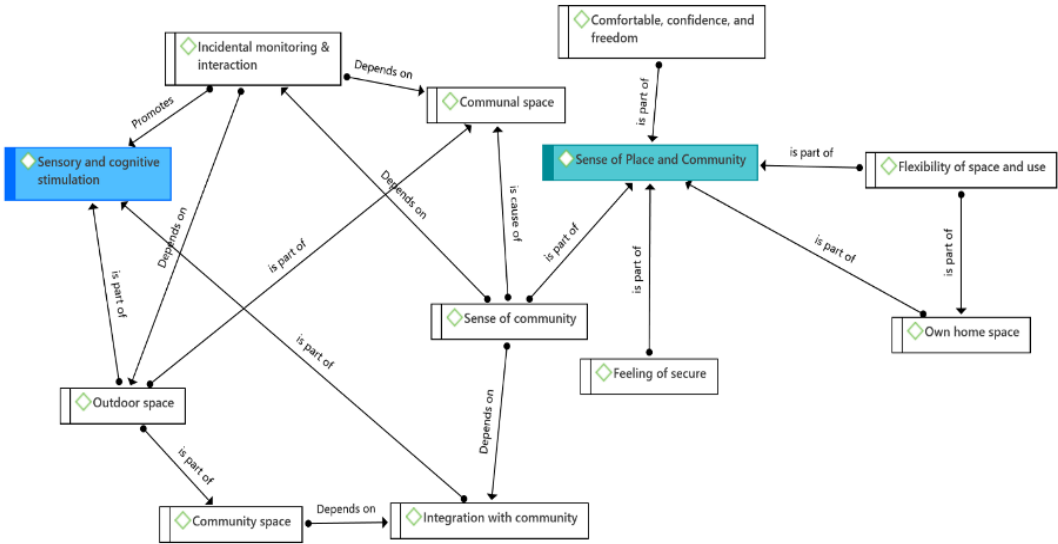 Comfortable, confidence, and
freedom
Incidental monitoring &
interaction
Depends on
Communal space
Promotes
is part of
Sensory and cognitive
stimulation
Sense of Place and Community
is part of
Flexibility of space and use
Depends on
is cause of
Depends on
is part of
is part of
is part of
is part of
is part of
is part of
Sense of community
Own home space
is part of
Feeling of secure
Outdoor space
Depends on
is part of
Community space
Depends on
Integration with community